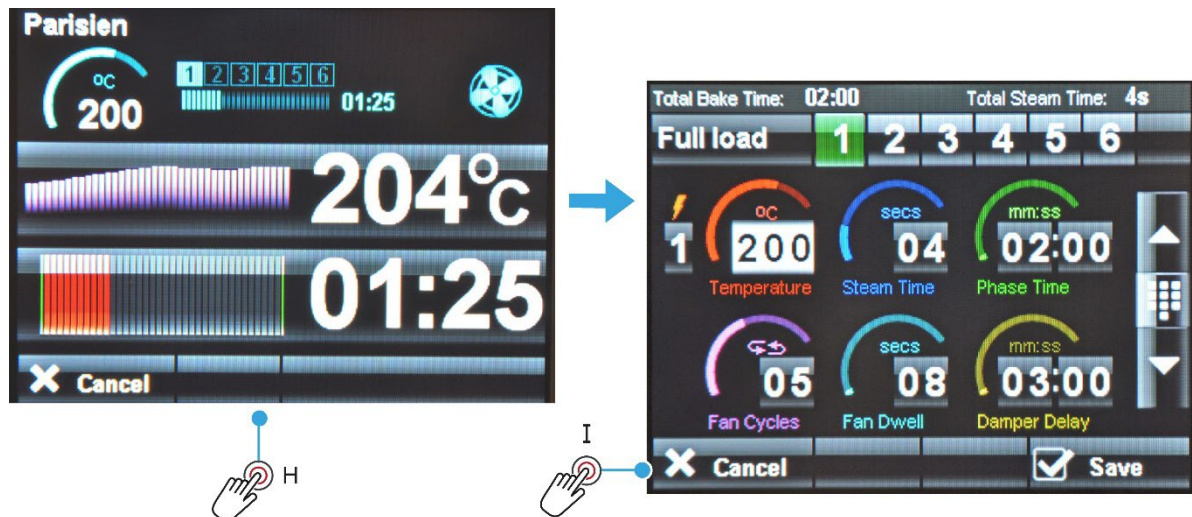 Parisien
°C
200
1 2 3 4 5 6
01:25
204°C
01:25
Cancel
H
I
Total Bake Time: 02:00 Total Steam Time: 4s
Full load 1 2 3 4 5 6
1
°C
200
Temperature
secs
04
Steam Time
mm:ss
02:00
Phase Time
05
Fan Cycles
secs
08
Fan Dwell
mm:ss
03:00
Damper Delay
Cancel Save